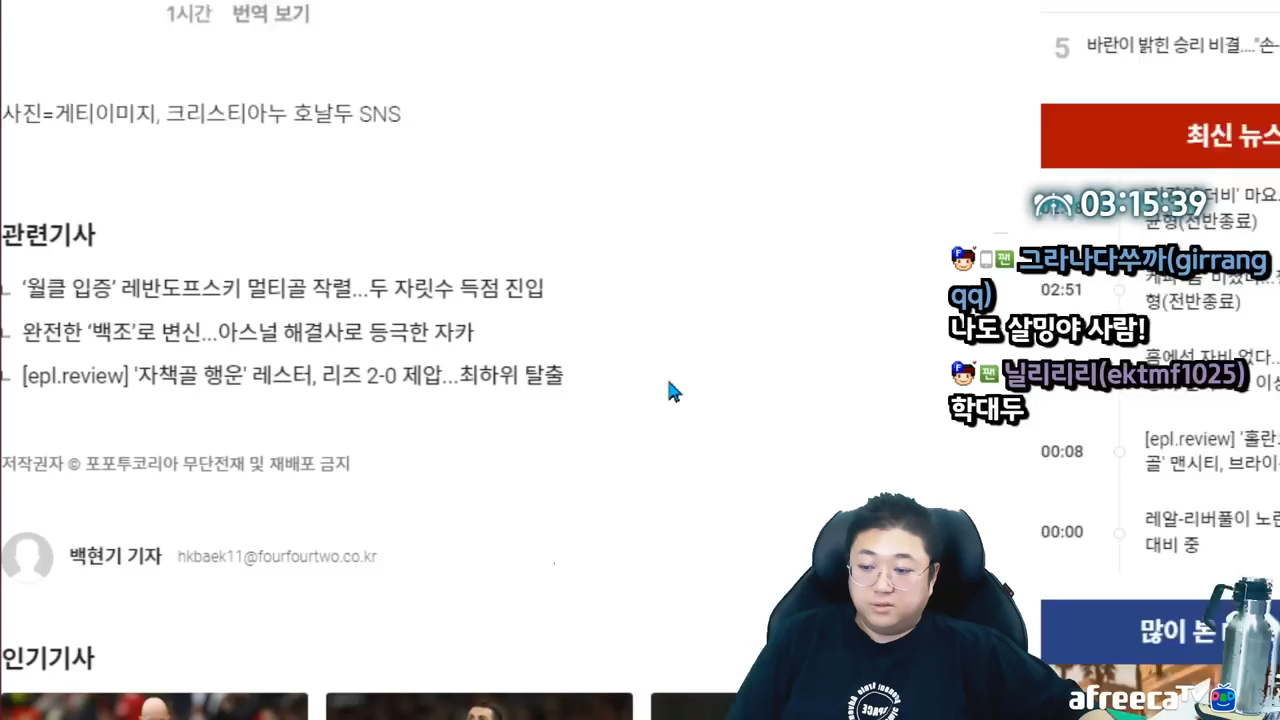 1시간 번역 보기
사진=게티이미지, 크리스티아누 호날두 SNS
관련기사
'월클 입증' 레반도프스키 멀티골 작렬...두 자릿수 득점 진입
완전한 '백조'로 변신...아스널 해결사로 등극한 자카
[epl.review] '자책골 행운' 레스터, 리즈 2-0 제압...최하위 탈출
저작권자 © 포포투코리아 무단전재 및 재배포 금지
백현기 기자 hkbaek11@fourfourtwo.co.kr
인기기사
5 바란이 밝힌 승리 비결...."손
최신 뉴스
마요..
균형(전반종료)
03:15:39
그라나다쑤까(girrang
qq)
나도 살밍야 사람!
02:51
형(전반종료)
닐리리리(ektmf1025)
학대두
00:08 [epl.review] '홀란
골' 맨시티, 브라이
00:00 레알-리버풀이 노린
대비 중
많이 본
afreecaTV